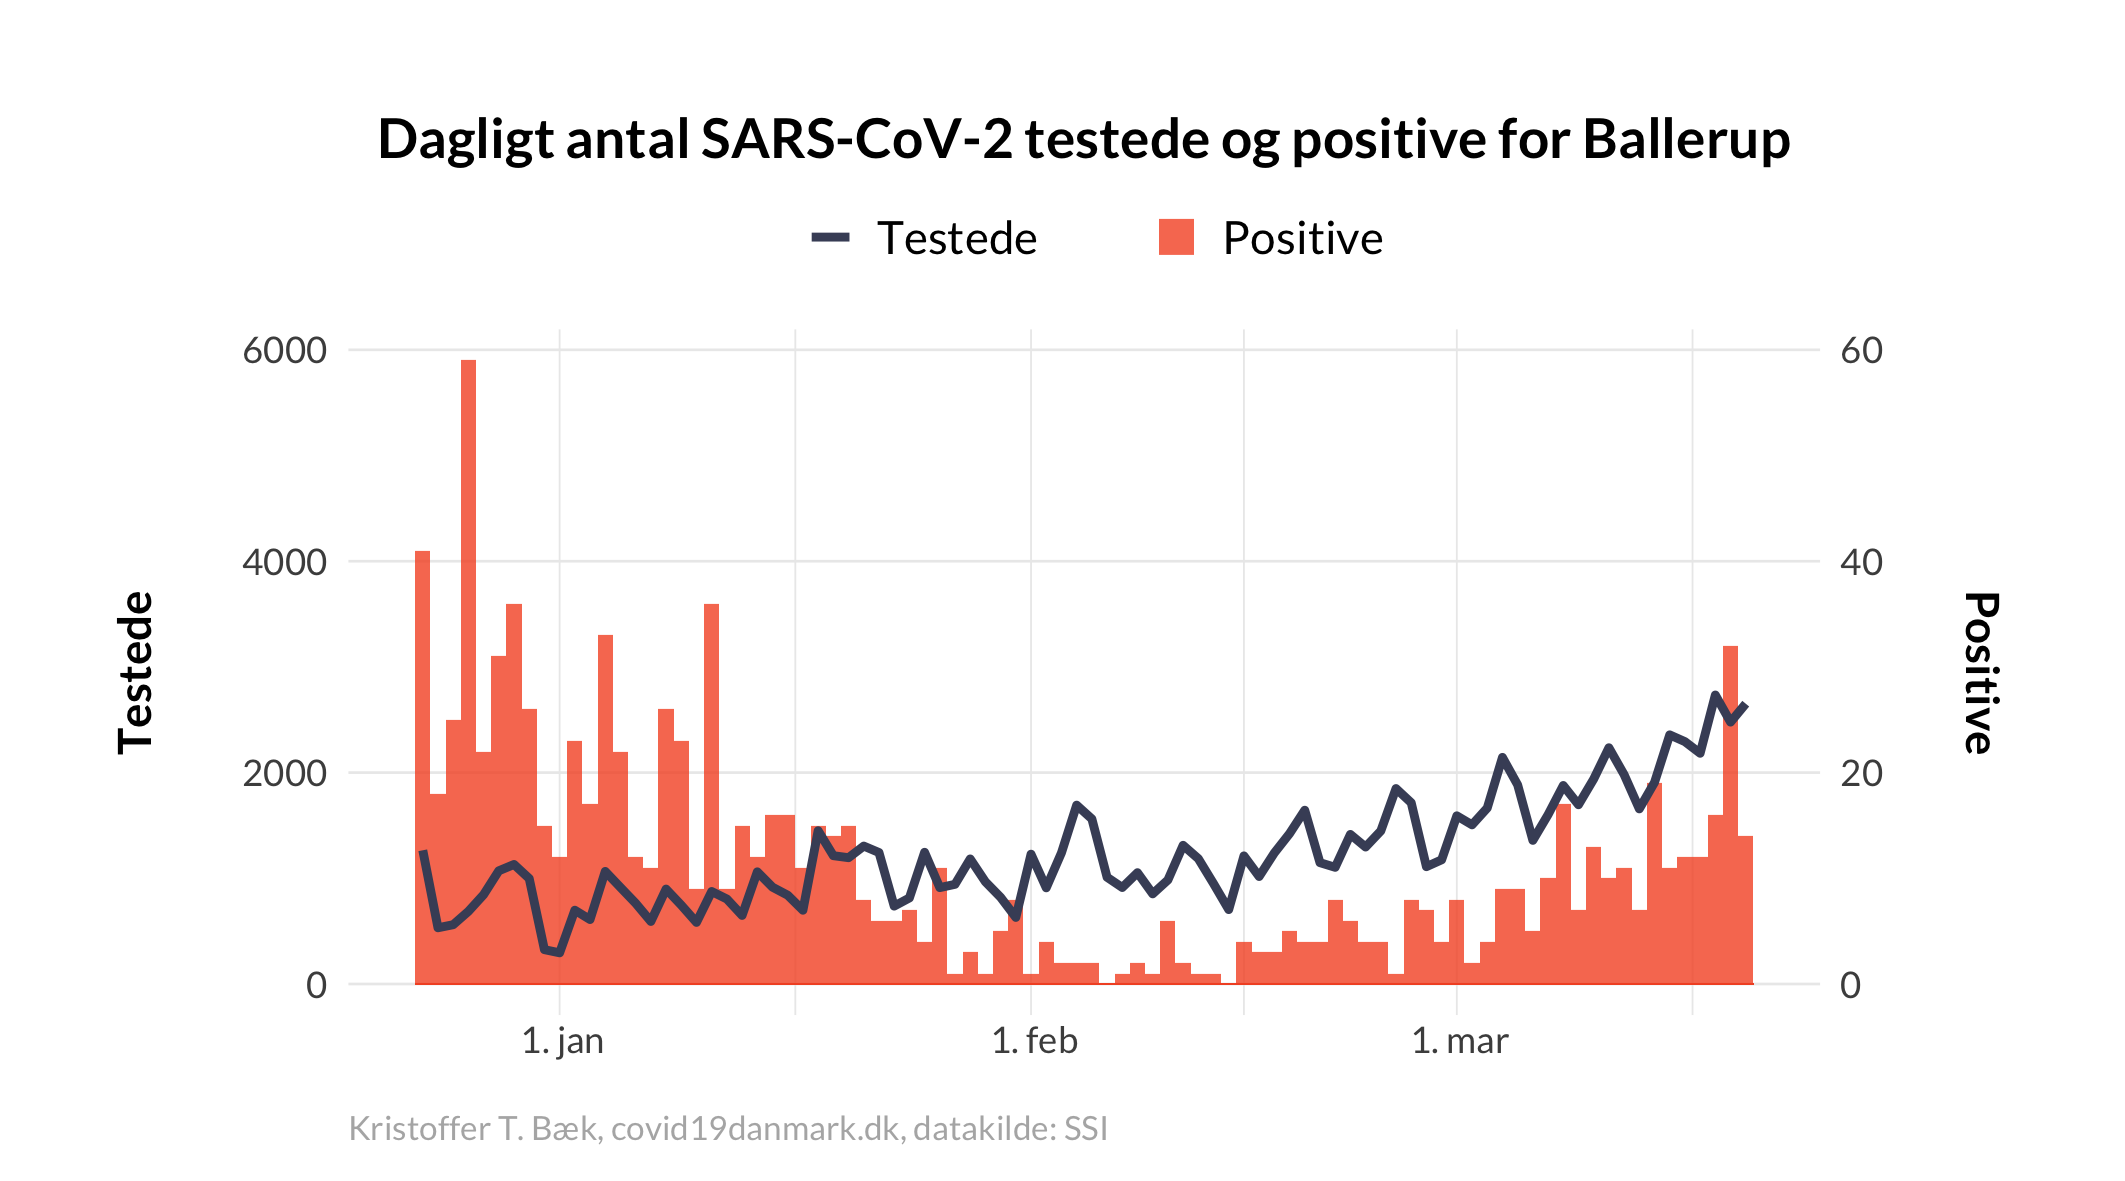 Dagligt antal SARS-CoV-2 testede og positive for Ballerup
Testede Positive
6000 60
4000 40
2000 20
0 0
Testede
Positive
1. jan 1. feb 1. mar
Kristoffer T. Bæk, covid19danmark.dk, datakilde: SSI